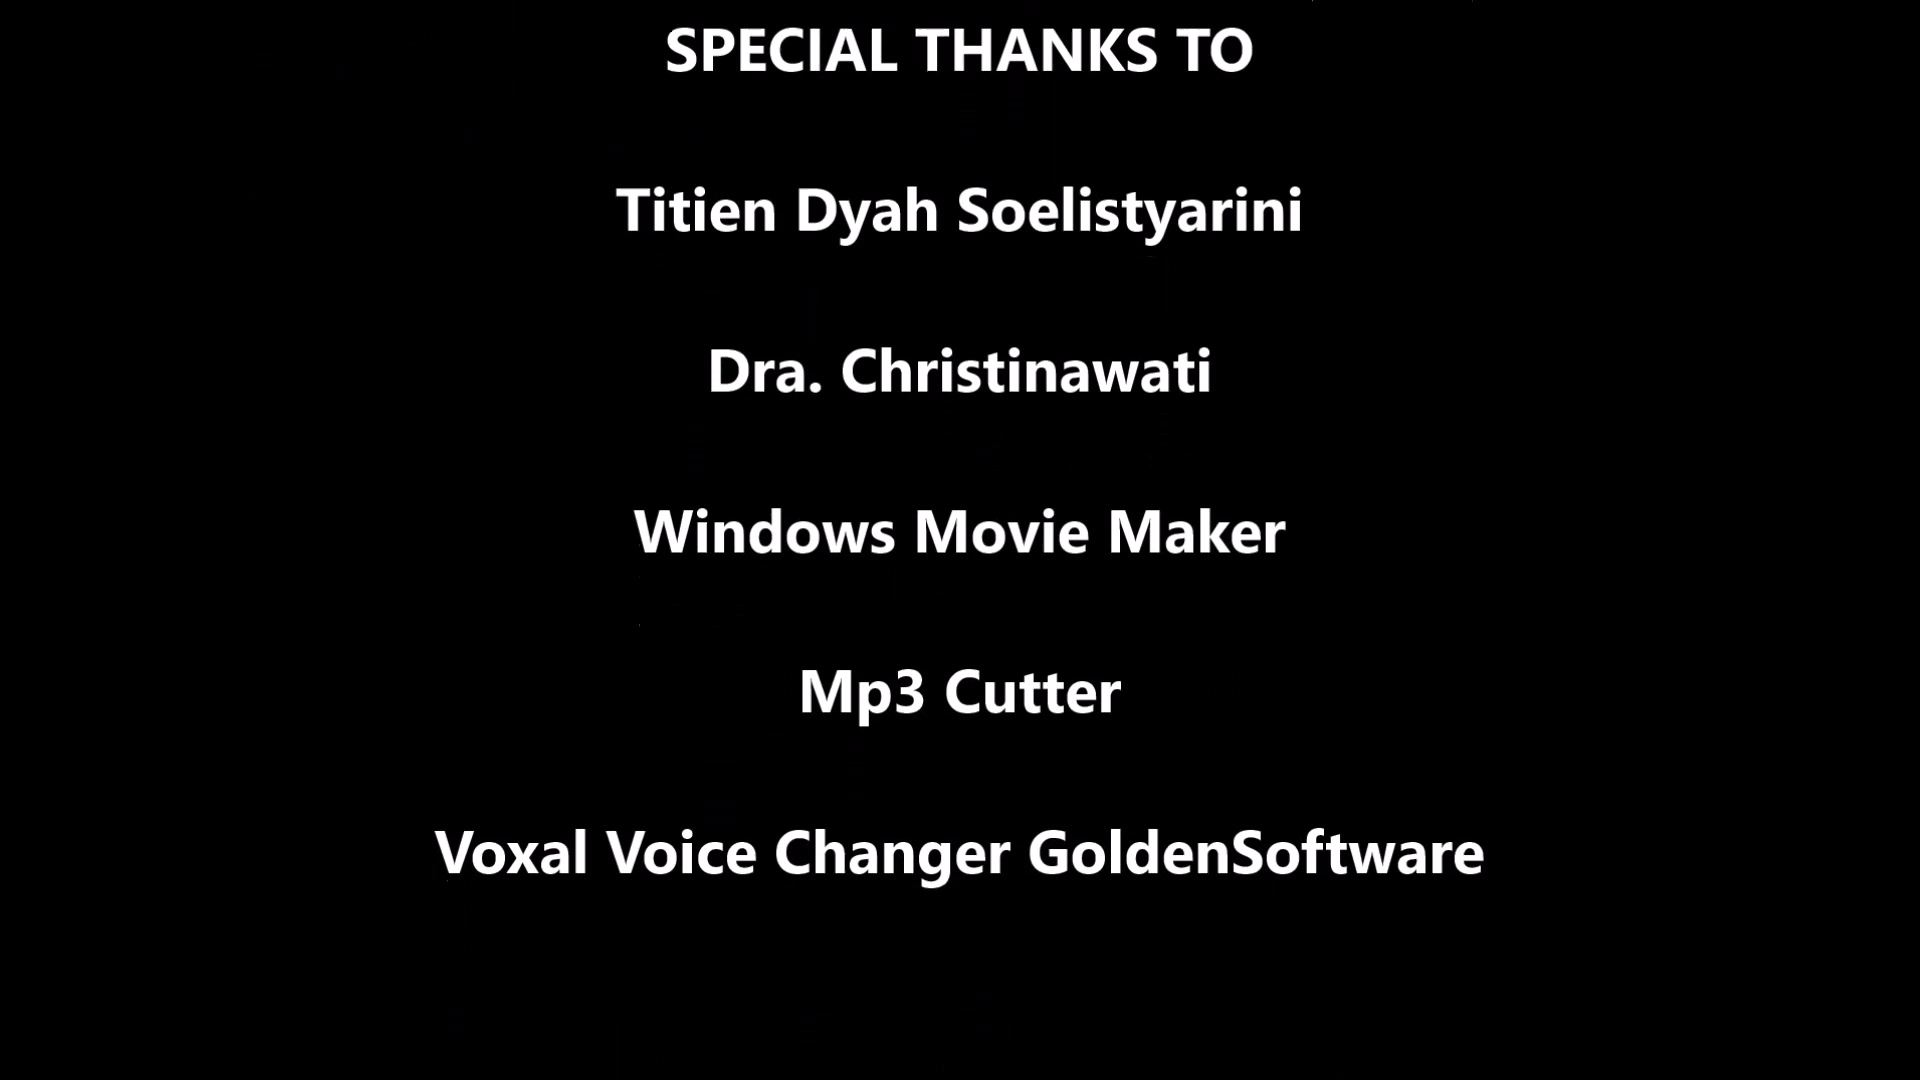 SPECIAL THANKS TO
Titien Dyah Soelistyarini
Dra. Christinawati
Windows Movie Maker
Mp3 Cutter
Voxal Voice Changer GoldenSoftware